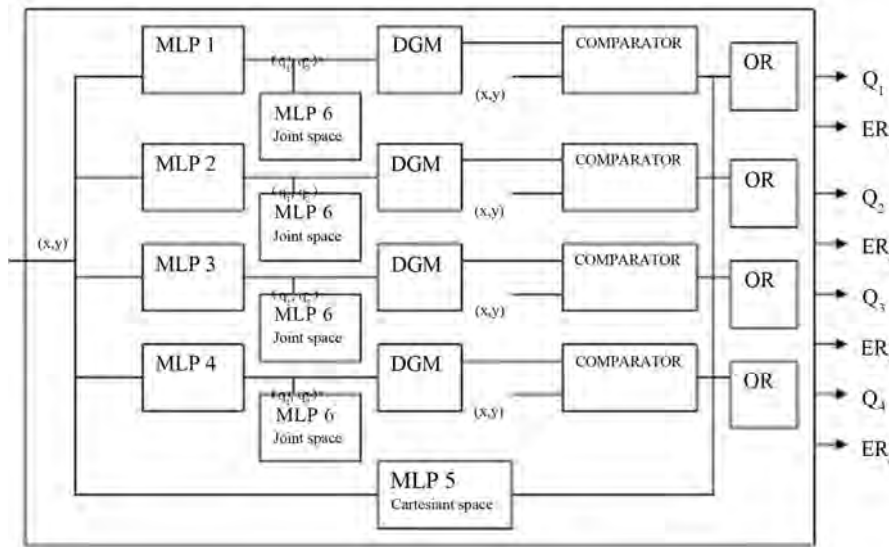 MLP 1
DGM
COMPARATOR
OR
(x,y)
Q1
MLP 6
Joint space
ER
MLP 2
DGM
COMPARATOR
OR
(x,y)
Q2
MLP 6
Joint space
(x,y)
ER
MLP 3
DGM
COMPARATOR
OR
(x,y)
Q3
MLP 6
Joint space
ER
MLP 4
DGM
COMPARATOR
OR
(x,y)
Q4
MLP 6
Joint space
ER
MLP 5
Cartesiant space